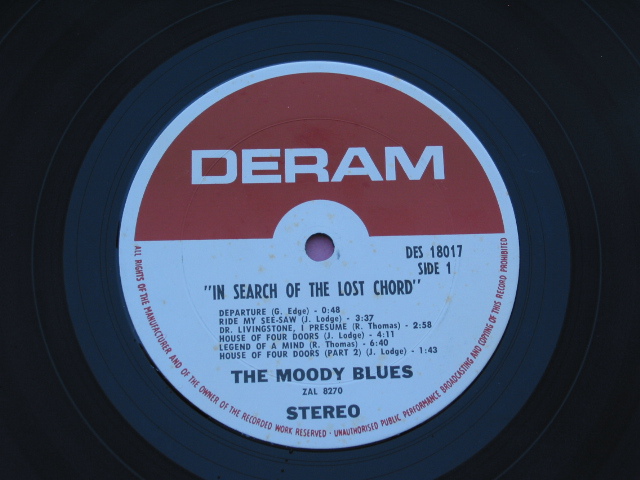 DERAM
DES 18017
SIDE 1
"IN SEARCH OF THE LOST CHORD"
DEPARTURE (G. Edge) - 0:48
RIDE MY SEE-SAW (J. Lodge) - 3:37
DR. LIVINGSTONE, I PRESUME (R. Thomas) - 2:58
HOUSE OF FOUR DOORS (J. Lodge) - 4:11
LEGEND OF A MIND (R. Thomas) - 6:40
HOUSE OF FOUR DOORS (PART 2) (J. Lodge) - 1:43
THE MOODY BLUES
ZAL 8270
STEREO
ALL RIGHTS OF THE MANUFACTURER AND OF THE OWNER OF THE RECORDED WORK RESERVED - UNAUTHORISED PUBLIC PERFORMANCE BROADCASTING AND COPYING OF THIS RECORD PROHIBITED